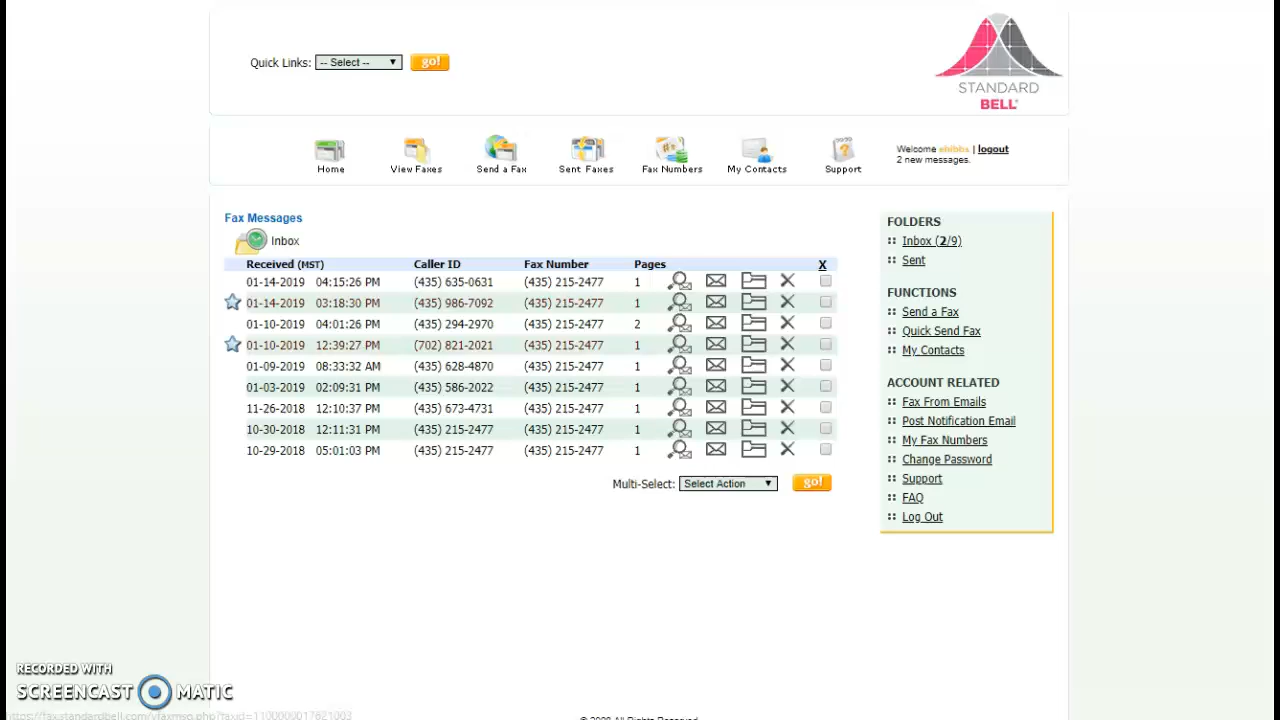 STANDARD
BELL
Quick Links: -- Select -- go!
Home View Faxes Send a Fax Sent Faxes Fax Numbers My Contacts Support
Welcome ehibbs | logout
2 new messages.
Fax Messages
Inbox
Received (MST) Caller ID Fax Number Pages X
01-14-2019 04:15:26 PM (435) 635-0631 (435) 215-2477 1
01-14-2019 03:18:30 PM (435) 986-7092 (435) 215-2477 1
01-10-2019 04:01:26 PM (435) 294-2970 (435) 215-2477 2
01-10-2019 12:39:27 PM (702) 821-2021 (435) 215-2477 1
01-09-2019 08:33:32 AM (435) 628-4870 (435) 215-2477 1
01-03-2019 02:09:31 PM (435) 586-2022 (435) 215-2477 1
11-26-2018 12:10:37 PM (435) 673-4731 (435) 215-2477 1
10-30-2018 12:11:31 PM (435) 215-2477 (435) 215-2477 1
10-29-2018 05:01:03 PM (435) 215-2477 (435) 215-2477 1
Multi-Select: Select Action go!
FOLDERS
Inbox (2/9)
Sent
FUNCTIONS
Send a Fax
Quick Send Fax
My Contacts
ACCOUNT RELATED
Fax From Emails
Post Notification Email
My Fax Numbers
Change Password
Support
FAQ
Log Out
RECORDED WITH
SCREENCAST MATIC